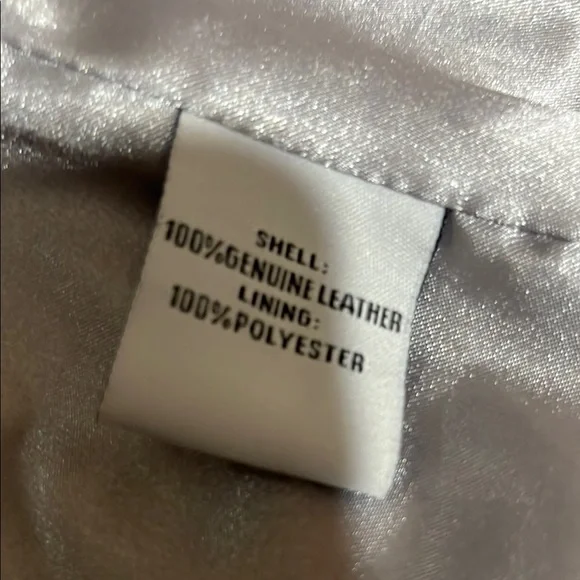 SHELL:
100%GENUINE LEATHER
LINING:
100%POLYESTER